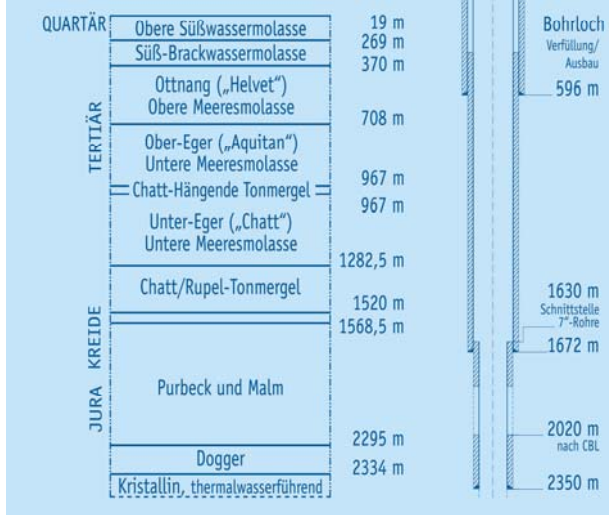 QUARTÄR
Obere Süßwassermolasse
19 m
269 m
Süß-Brackwassermolasse
370 m
Ottnang („Helvet“)
Obere Meeresmolasse
708 m
TERTIÄR
Ober-Eger („Aquitan“)
Untere Meeresmolasse
967 m
Chatt-Hängende Tonmergel
967 m
Unter-Eger („Chatt“)
Untere Meeresmolasse
1282,5 m
Chatt/Rupel-Tonmergel
1520 m
1568,5 m
KREIDE
JURA
Purbeck und Malm
2295 m
Dogger
2334 m
Kristallin, thermalwasserführend
Bohrloch
Verfüllung/
Ausbau
596 m
1630 m
Schnittstelle
7“-Rohre
1672 m
2020 m
nach CBL
2350 m